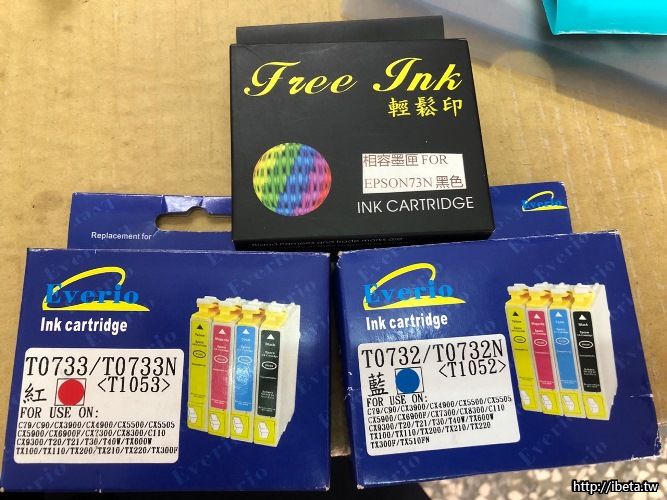 Free Ink
輕鬆印
相容墨匣 FOR
EPSON73N 黑色
INK CARTRIDGE
Replacement for
Everio
Ink cartridge
T0733/T0733N
紅 <T1053>
FOR USE ON:
C79/C90/CX3900/CX4900/CX5500/CX5505
CX5900/CX6900F/CX7300/CX8300/C110
CX9300/T20/T21/T30/T40W/TX600W
TX100/TX110/TX200/TX210/TX220/TX300F
Everio
Ink cartridge
T0732/T0732N
藍 <T1052>
FOR USE ON:
C79/C90/CX3900/CX4900/CX5500/CX5505
CX5900/CX6900F/CX7300/CX8300/C110
CX9300/T20/T21/T30/T40W/TX600W
TX100/TX110/TX200/TX210/TX220
TX300F/TX510FN
http://ibeta.tw